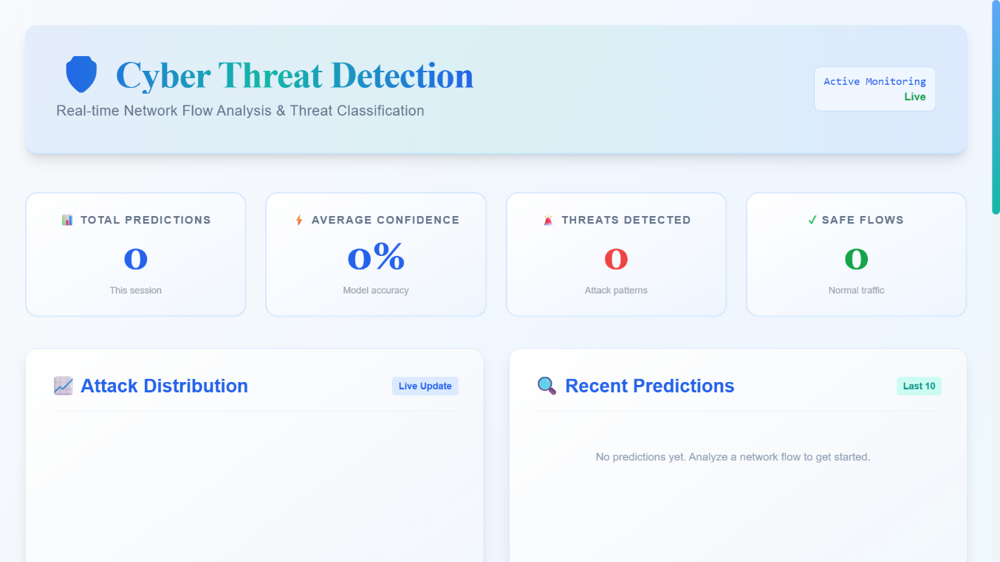 Cyber Threat Detection
Real-time Network Flow Analysis & Threat Classification
Active Monitoring
Live
TOTAL PREDICTIONS
0
This session
AVERAGE CONFIDENCE
0%
Model accuracy
THREATS DETECTED
0
Attack patterns
SAFE FLOWS
0
Normal traffic
Attack Distribution
Live Update
Recent Predictions
Last 10
No predictions yet. Analyze a network flow to get started.